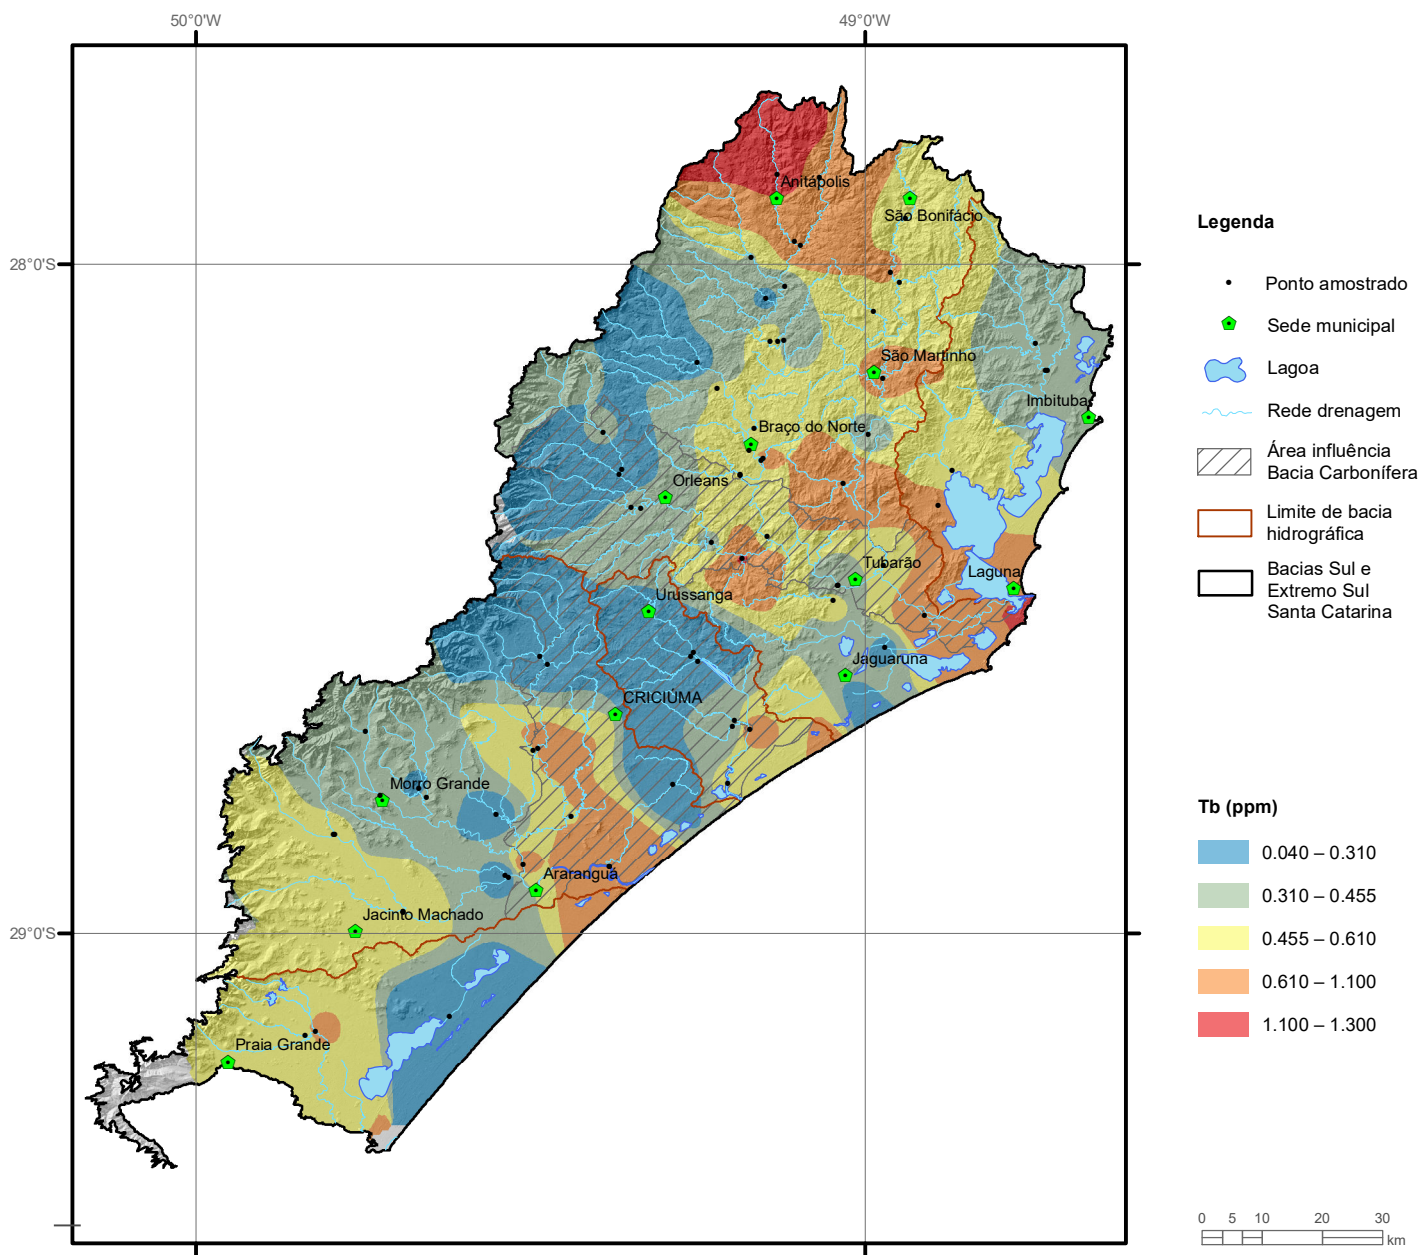 50°0'W
49°0'W
28°0'S
29°0'S
Anitápolis
São Bonifácio
São Martinho
Imbituba
Braço do Norte
Orleans
Tubarão
Laguna
Urussanga
Jaguaruna
CRICIÚMA
Morro Grande
Araranguá
Jacinto Machado
Praia Grande
Legenda
Ponto amostrado
Sede municipal
Lagoa
Rede drenagem
Área influência
Bacia Carbonífera
Limite de bacia
hidrográfica
Bacias Sul e
Extremo Sul
Santa Catarina
Tb (ppm)
0.040 – 0.310
0.310 – 0.455
0.455 – 0.610
0.610 – 1.100
1.100 – 1.300
0 5 10 20 30
km